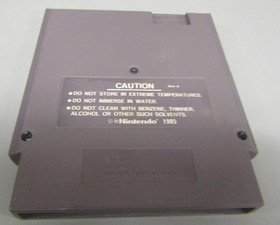 CAUTION
●DO NOT STORE IN EXTREME TEMPERATURES.
●DO NOT IMMERSE IN WATER.
●DO NOT CLEAN WITH BENZENE, THINNER,
ALCOHOL OR OTHER SUCH SOLVENTS.
©®Nintendo 1985